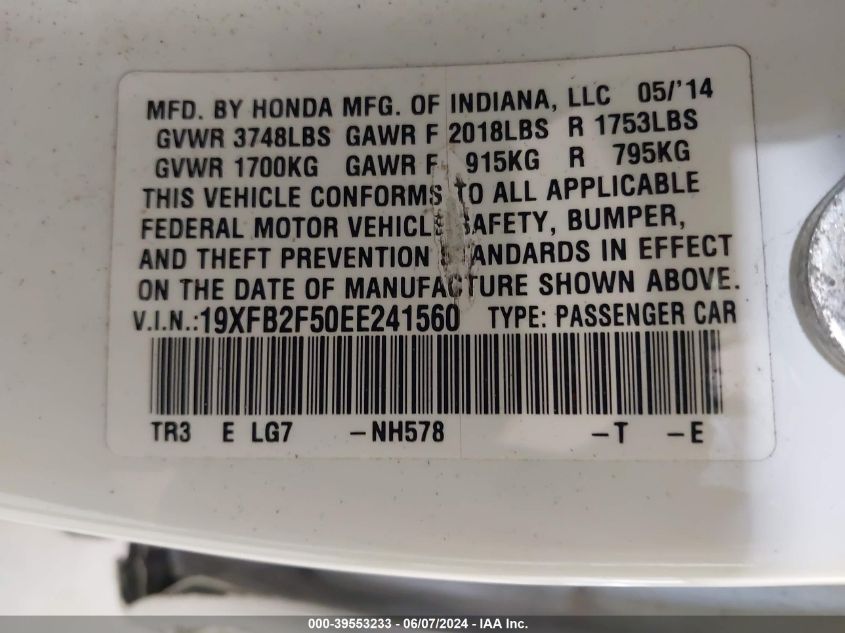 MFD. BY HONDA MFG. OF INDIANA, LLC 05/'14
GVWR 3748LBS GAWR F 2018LBS R 1753LBS
GVWR 1700KG GAWR F 915KG R 795KG
THIS VEHICLE CONFORMS TO ALL APPLICABLE
FEDERAL MOTOR VEHICLE SAFETY, BUMPER,
AND THEFT PREVENTION STANDARDS IN EFFECT
ON THE DATE OF MANUFACTURE SHOWN ABOVE.
V.I.N.:19XFB2F50EE241560 TYPE: PASSENGER CAR
TR3 E LG7 -NH578 -T -E
000-39553233 - 06/07/2024 - IAA Inc.